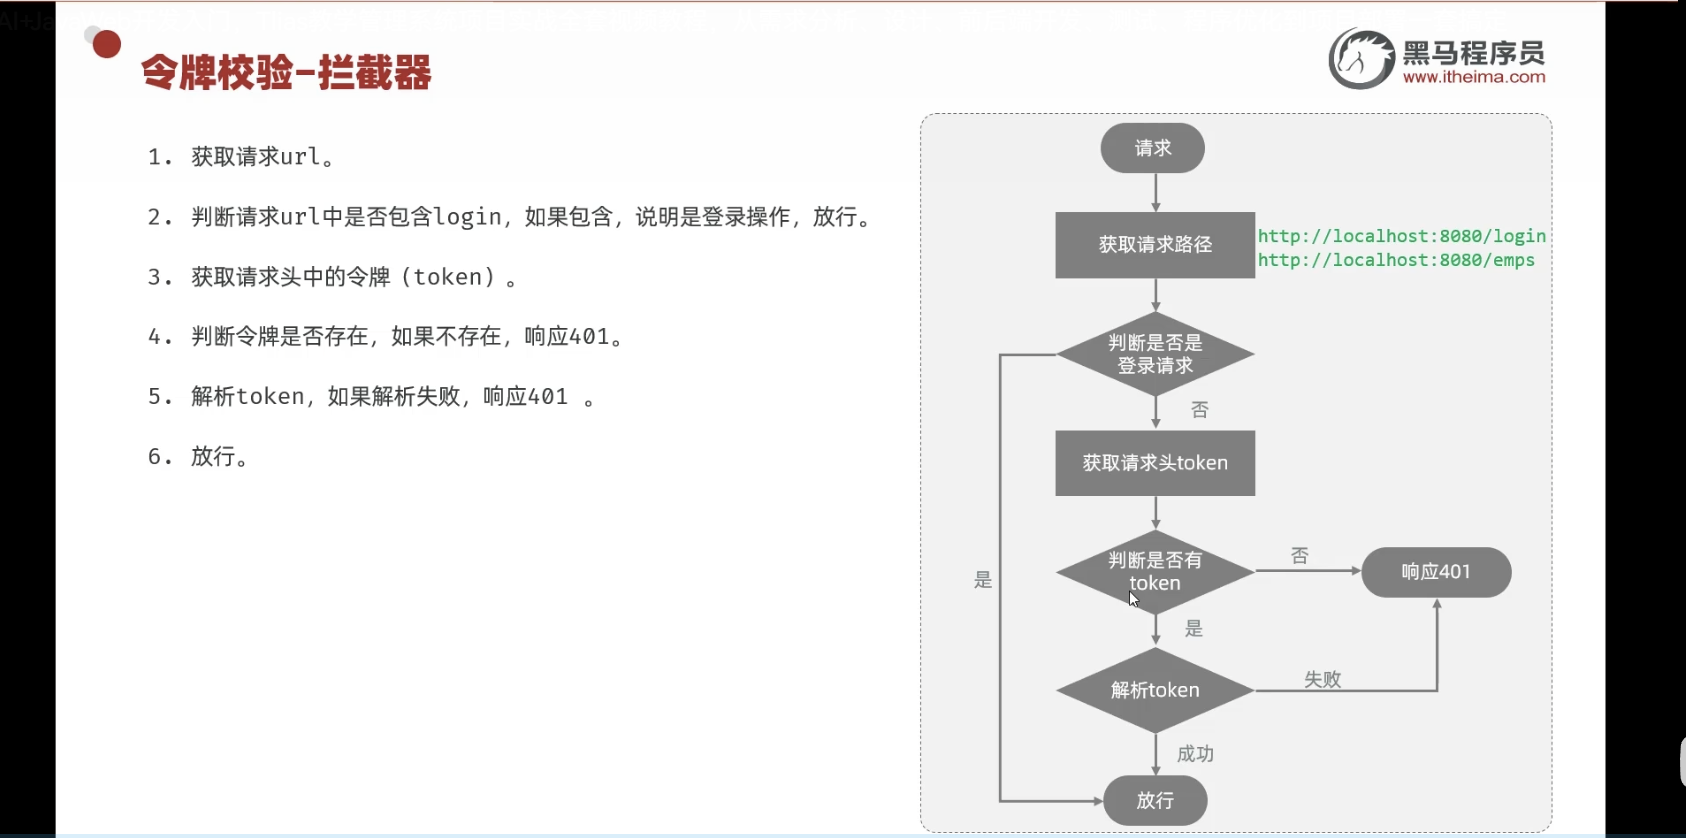 令牌校验-拦截器
黑马程序员
www.itheima.com
1. 获取请求url。
2. 判断请求url中是否包含login，如果包含，说明是登录操作，放行。
3. 获取请求头中的令牌（token）。
4. 判断令牌是否存在，如果不存在，响应401。
5. 解析token，如果解析失败，响应401 。
6. 放行。
请求
获取请求路径
http://localhost:8080/login
http://localhost:8080/emps
判断是否是
登录请求
否
获取请求头token
判断是否有
token
否
响应401
是
是
解析token
失败
成功
放行